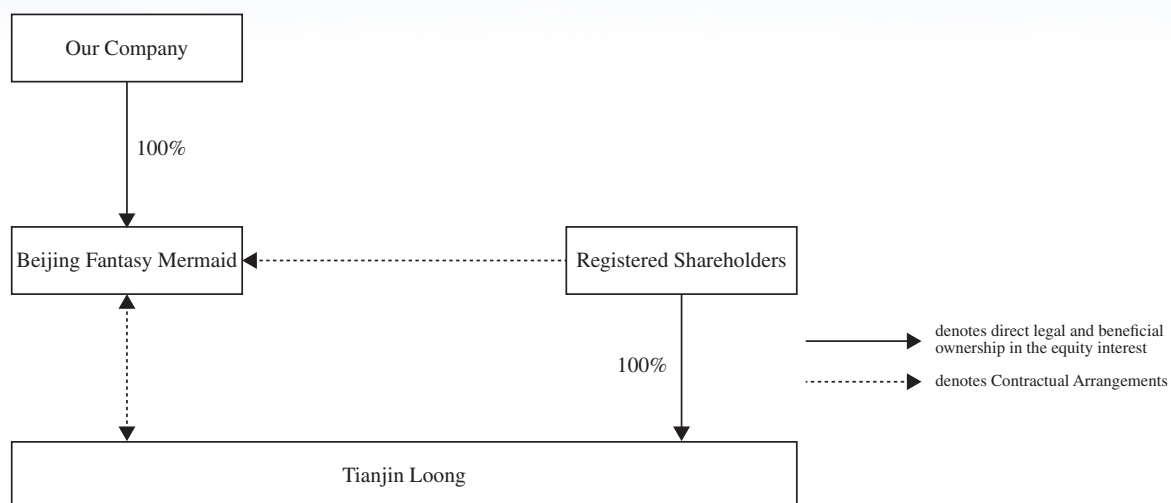 Our Company
100%
Beijing Fantasy Mermaid
Registered Shareholders
100%
denotes direct legal and beneficial
ownership in the equity interest
denotes Contractual Arrangements
Tianjin Loong